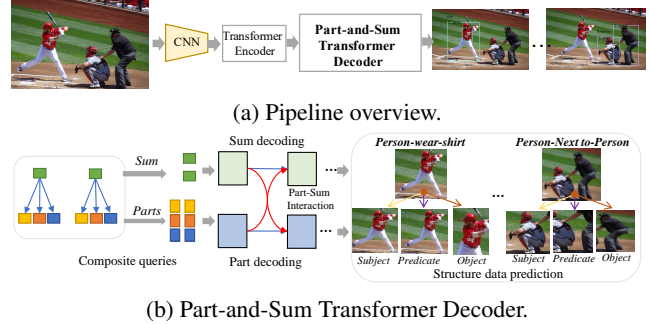 CNN
Transformer
Encoder
Part-and-Sum
Transformer
Decoder
...
(a) Pipeline overview.
Sum
Sum decoding
Parts
Part-Sum
Interaction
...
...
Composite queries
Part decoding
Person-wear-shirt
Person-Next to-Person
...
Subject Predicate Object
Subject Predicate Object
Structure data prediction
(b) Part-and-Sum Transformer Decoder.